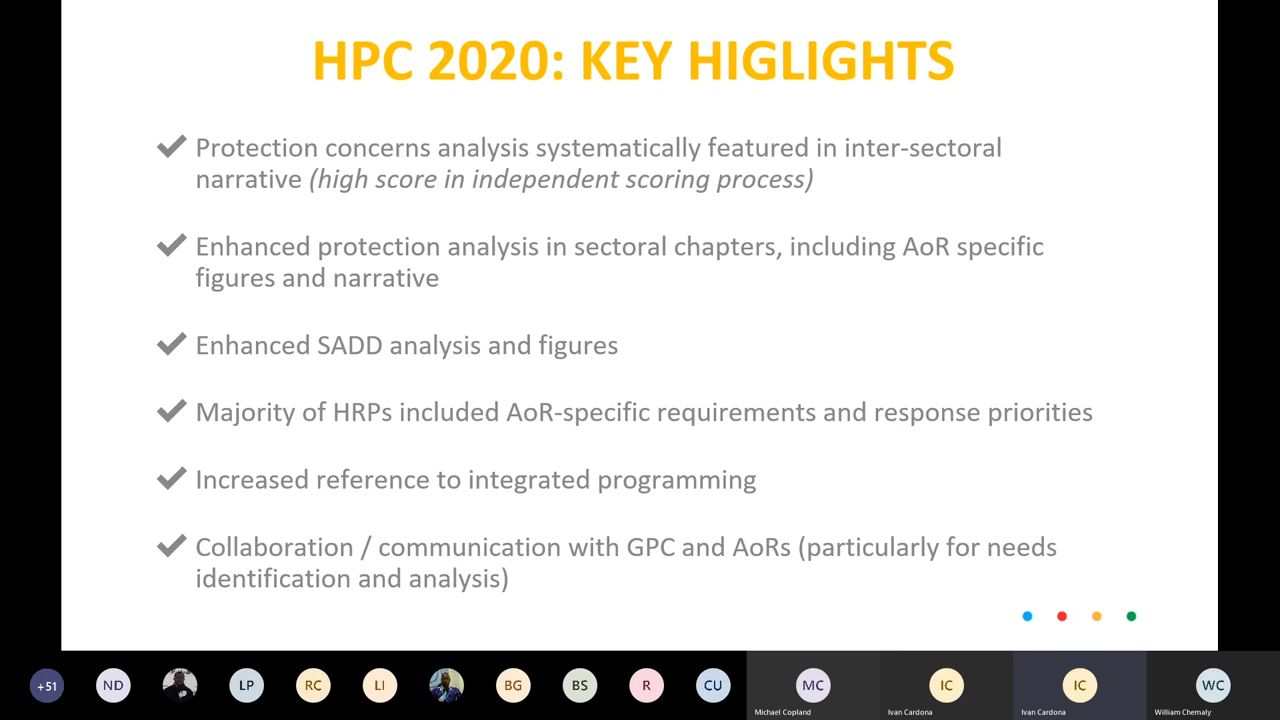 HPC 2020: KEY HIGLIGHTS
Protection concerns analysis systematically featured in inter-sectoral
narrative (high score in independent scoring process)
Enhanced protection analysis in sectoral chapters, including AoR specific
figures and narrative
Enhanced SADD analysis and figures
Majority of HRPs included AoR-specific requirements and response priorities
Increased reference to integrated programming
Collaboration / communication with GPC and AoRs (particularly for needs
identification and analysis)
+51 ND LP RC LI BG BS R CU MC IC IC WC
Michael Copland Ivan Cardona Ivan Cardona William Chemaly